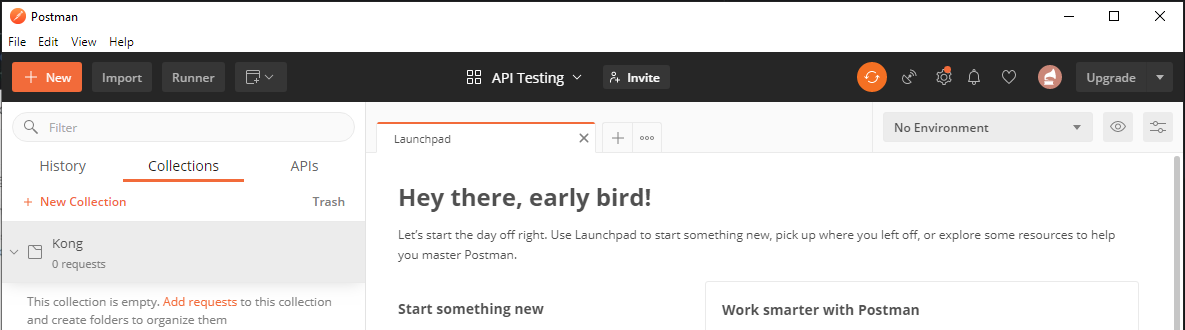 Postman
File Edit View Help
+ New Import Runner API Testing Invite Upgrade
Filter
History Collections APIs
+ New Collection Trash
Kong
0 requests
This collection is empty. Add requests to this collection
and create folders to organize them
Launchpad
No Environment
Hey there, early bird!
Let’s start the day off right. Use Launchpad to start something new, pick up where you left off, or explore some resources to help
you master Postman.
Start something new
Work smarter with Postman